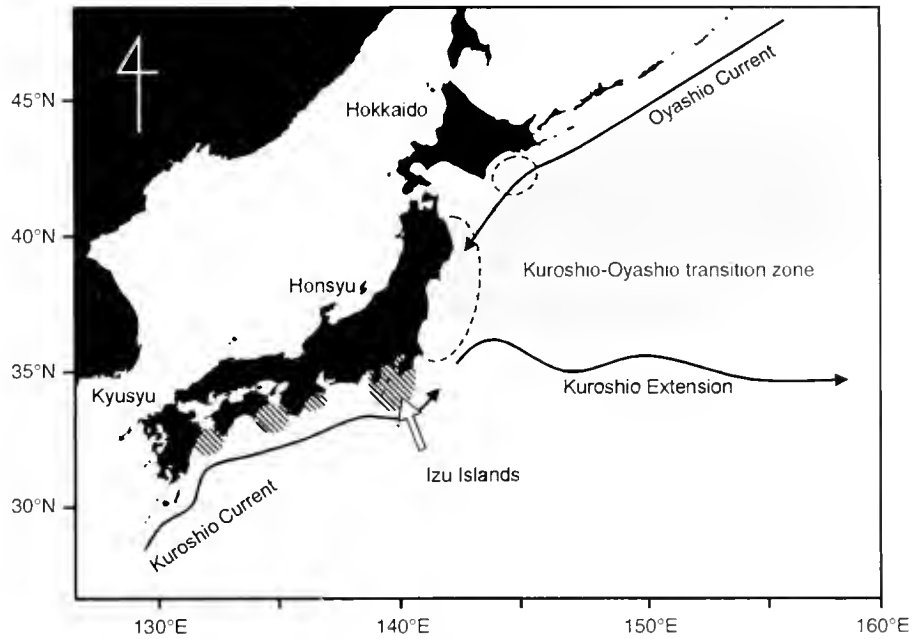 45°N
40°N
35°N
30°N
130°E
140°E
150°E
160°E
Hokkaido
Oyashio Current
Kuroshio-Oyashio transition zone
Honsyu
Kyusyu
Kuroshio Extension
Izu Islands
Kuroshio Current